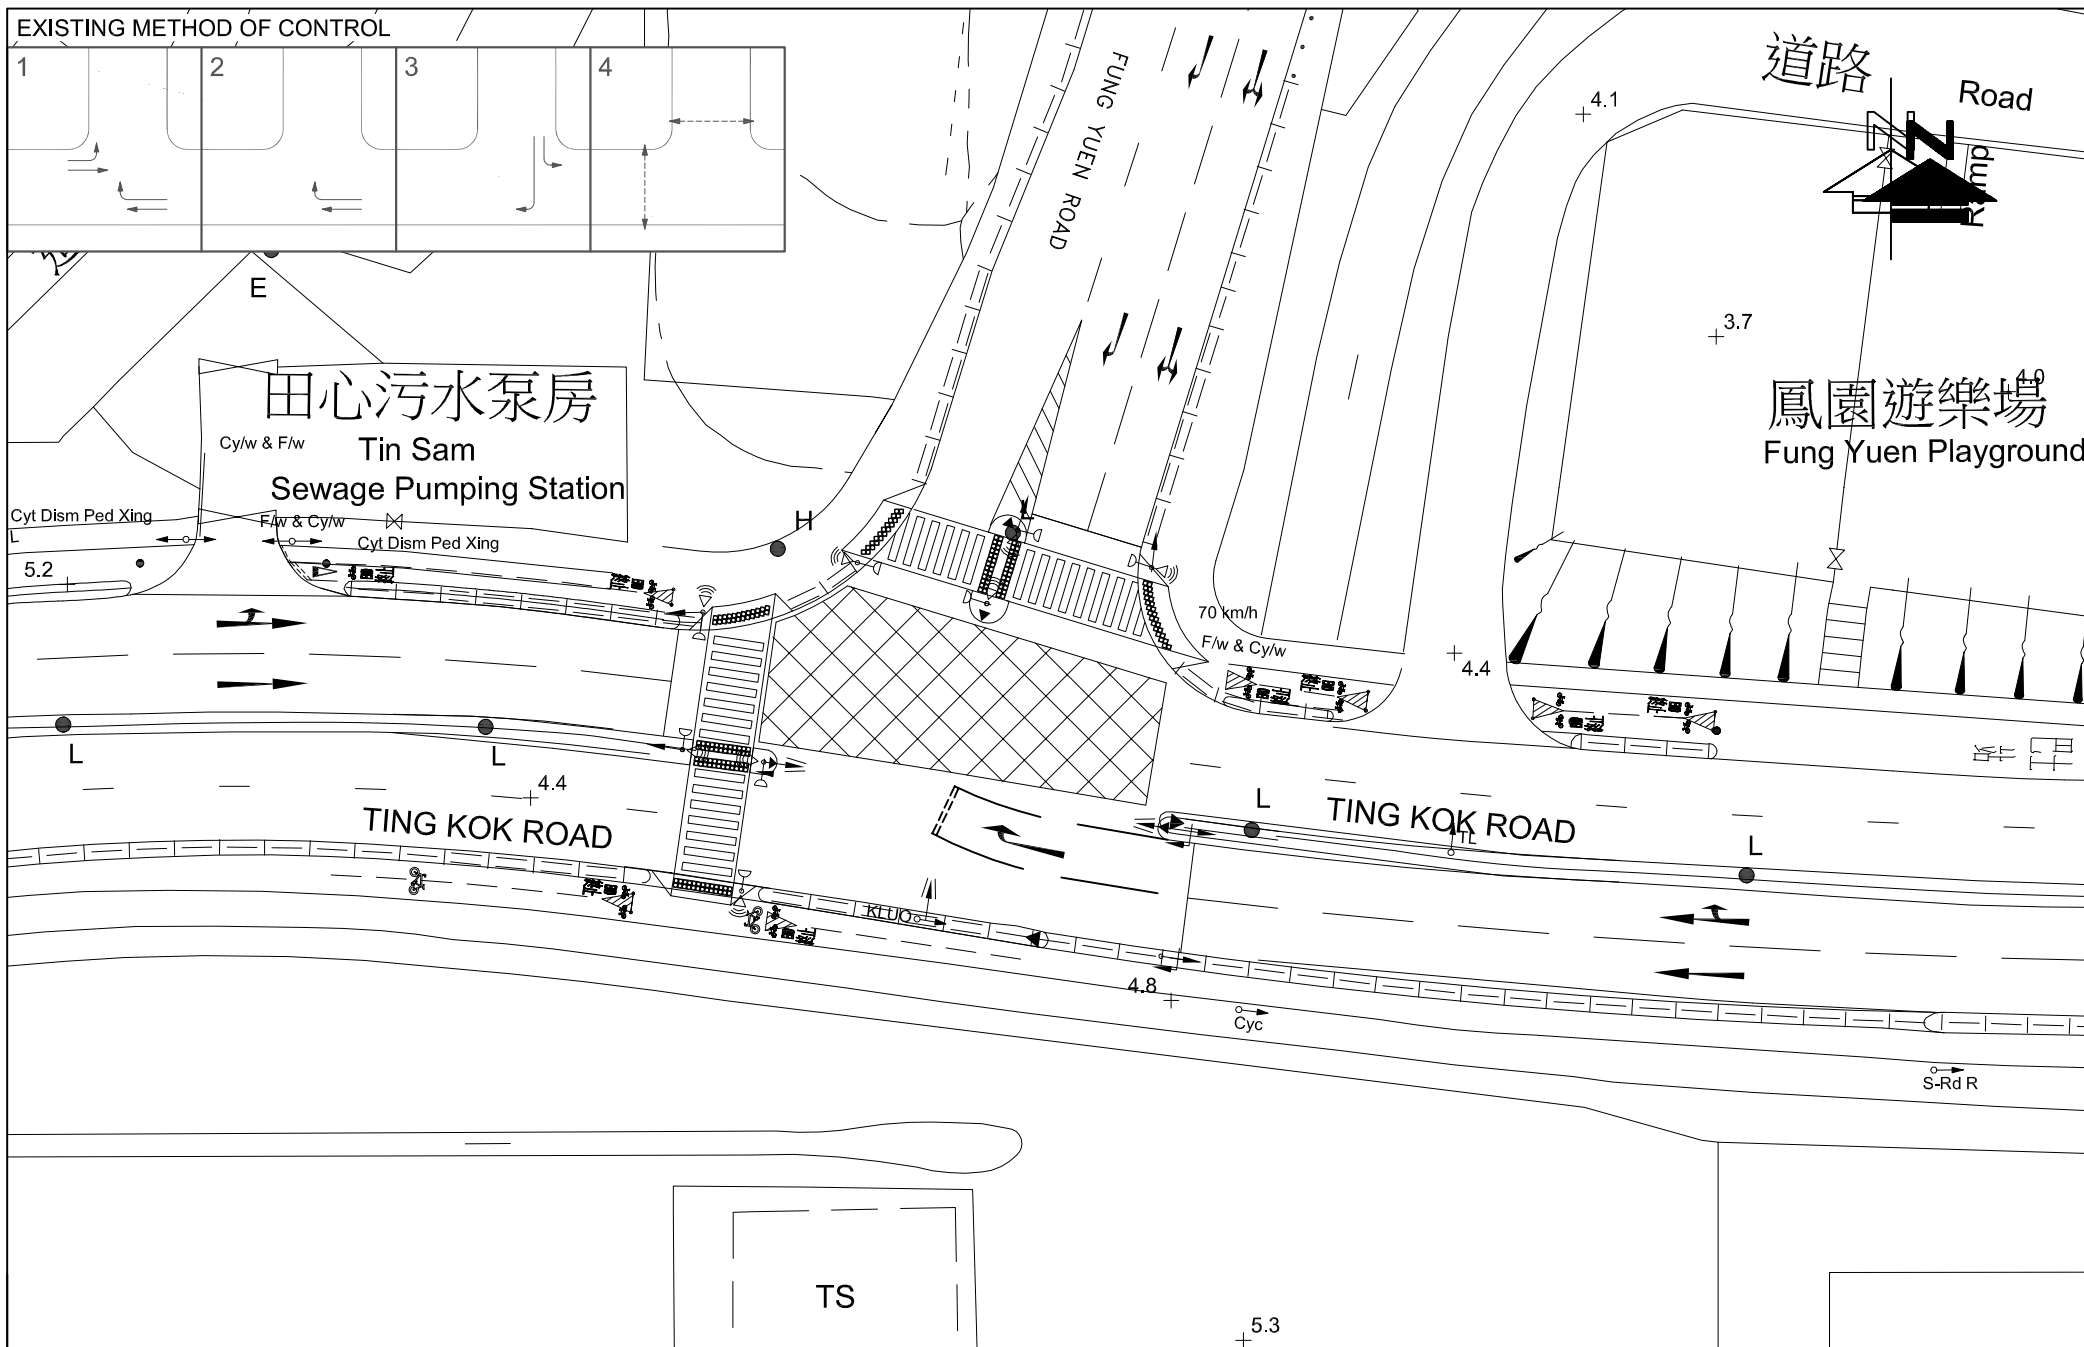 EXISTING METHOD OF CONTROL
1
2
3
4
FUNG YUEN ROAD
道路
Road
4.1
N
Ramp
E
3.7
4.0
田心污水泵房
Cy/w & F/w
Tin Sam
Sewage Pumping Station
鳳園遊樂場
Fung Yuen Playground
Cyt Dism Ped Xing
L
F/w & Cy/w
Cyt Dism Ped Xing
H
L
5.2
70 km/h
F/w & Cy/w
4.4
L
L
4.4
TING KOK ROAD
L
TING KOK ROAD
TL
L
KLUO
4.8
Cyc
S-Rd R
TS
5.3